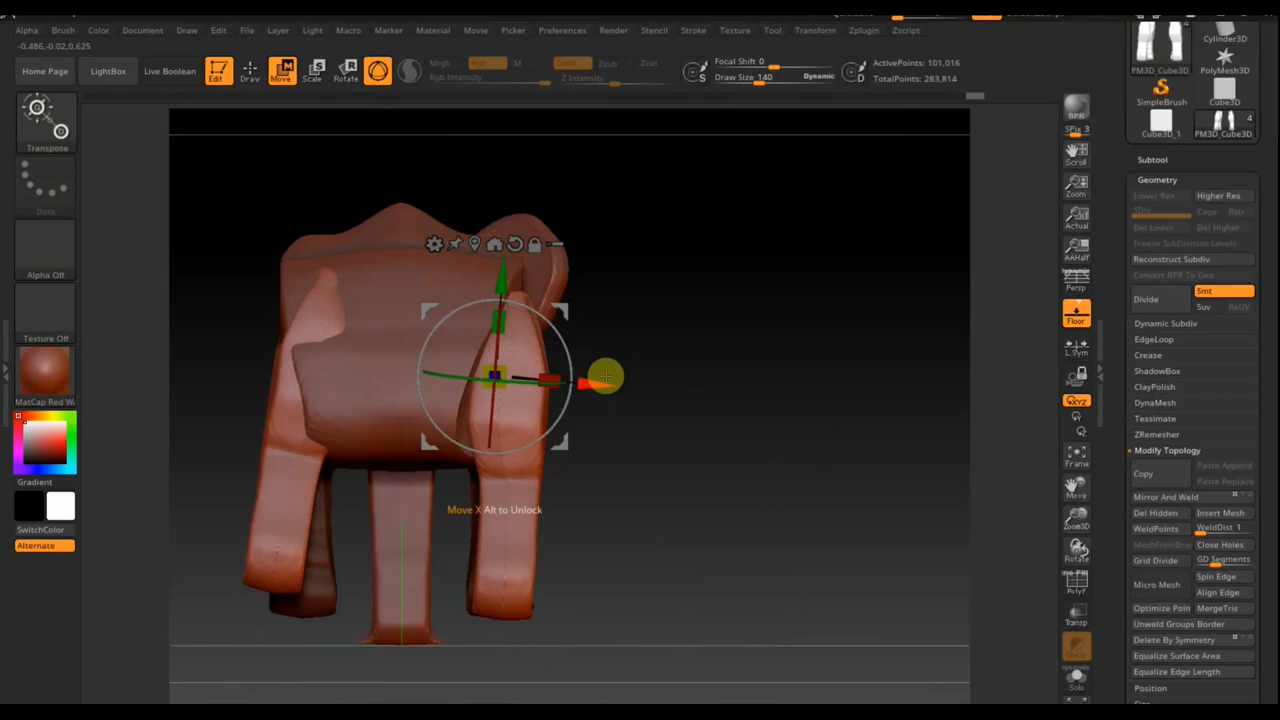 Alpha Brush Color Document Draw Edit File Layer Light Macro Marker Material Movie Picker Preferences Render Stencil Stroke Texture Tool Transform Zplugin Zscript
-0.486,-0.02,0.625
Home Page LightBox Live Boolean Edit Draw Move Scale Rotate
Mrgb Rgb M
Rgb Intensity
Zadd Zsub Zcut
Z Intensity
Focal Shift 0
Draw Size 140 Dynamic
S
D
ActivePoints: 101,016
TotalPoints: 283,814
Transpose
Dots
Alpha Off
Texture Off
MatCap Red W
Gradient
SwitchColor
Alternate
Move X Alt to Unlock
BPR
SPix 3
Scroll
Zoom
Actual
AAHalf
Dynamic
Persp
Floor
L.Sym
XYZ
Y
Z
Frame
Move
Zoom3D
Rotate
PolyF
Transp
Dynamic
Solo
PM3D_Cube3D
Cylinder3D
PolyMesh3D
SimpleBrush
Cube3D
Cube3D_1
4
PM3D_Cube3D
Subtool
Geometry
Lower Res Higher Res
SDiv Cage Rstr
Del Lower Del Higher
Freeze SubDivision Levels
Reconstruct Subdiv
Convert BPR To Geo
Divide Smt
Suv ReUV
Dynamic Subdiv
EdgeLoop
Crease
ShadowBox
ClayPolish
DynaMesh
Tessimate
ZRemesher
Modify Topology
Copy Paste Append
Paste Replace
Mirror And Weld
Del Hidden Insert Mesh
WeldPoints WeldDist 1
MeshFromBru Close Holes
Grid Divide GD Segments
Micro Mesh Spin Edge
Align Edge
Optimize Poin MergeTris
Unweld Groups Border
Delete By Symmetry
Equalize Surface Area
Equalize Edge Length
Position